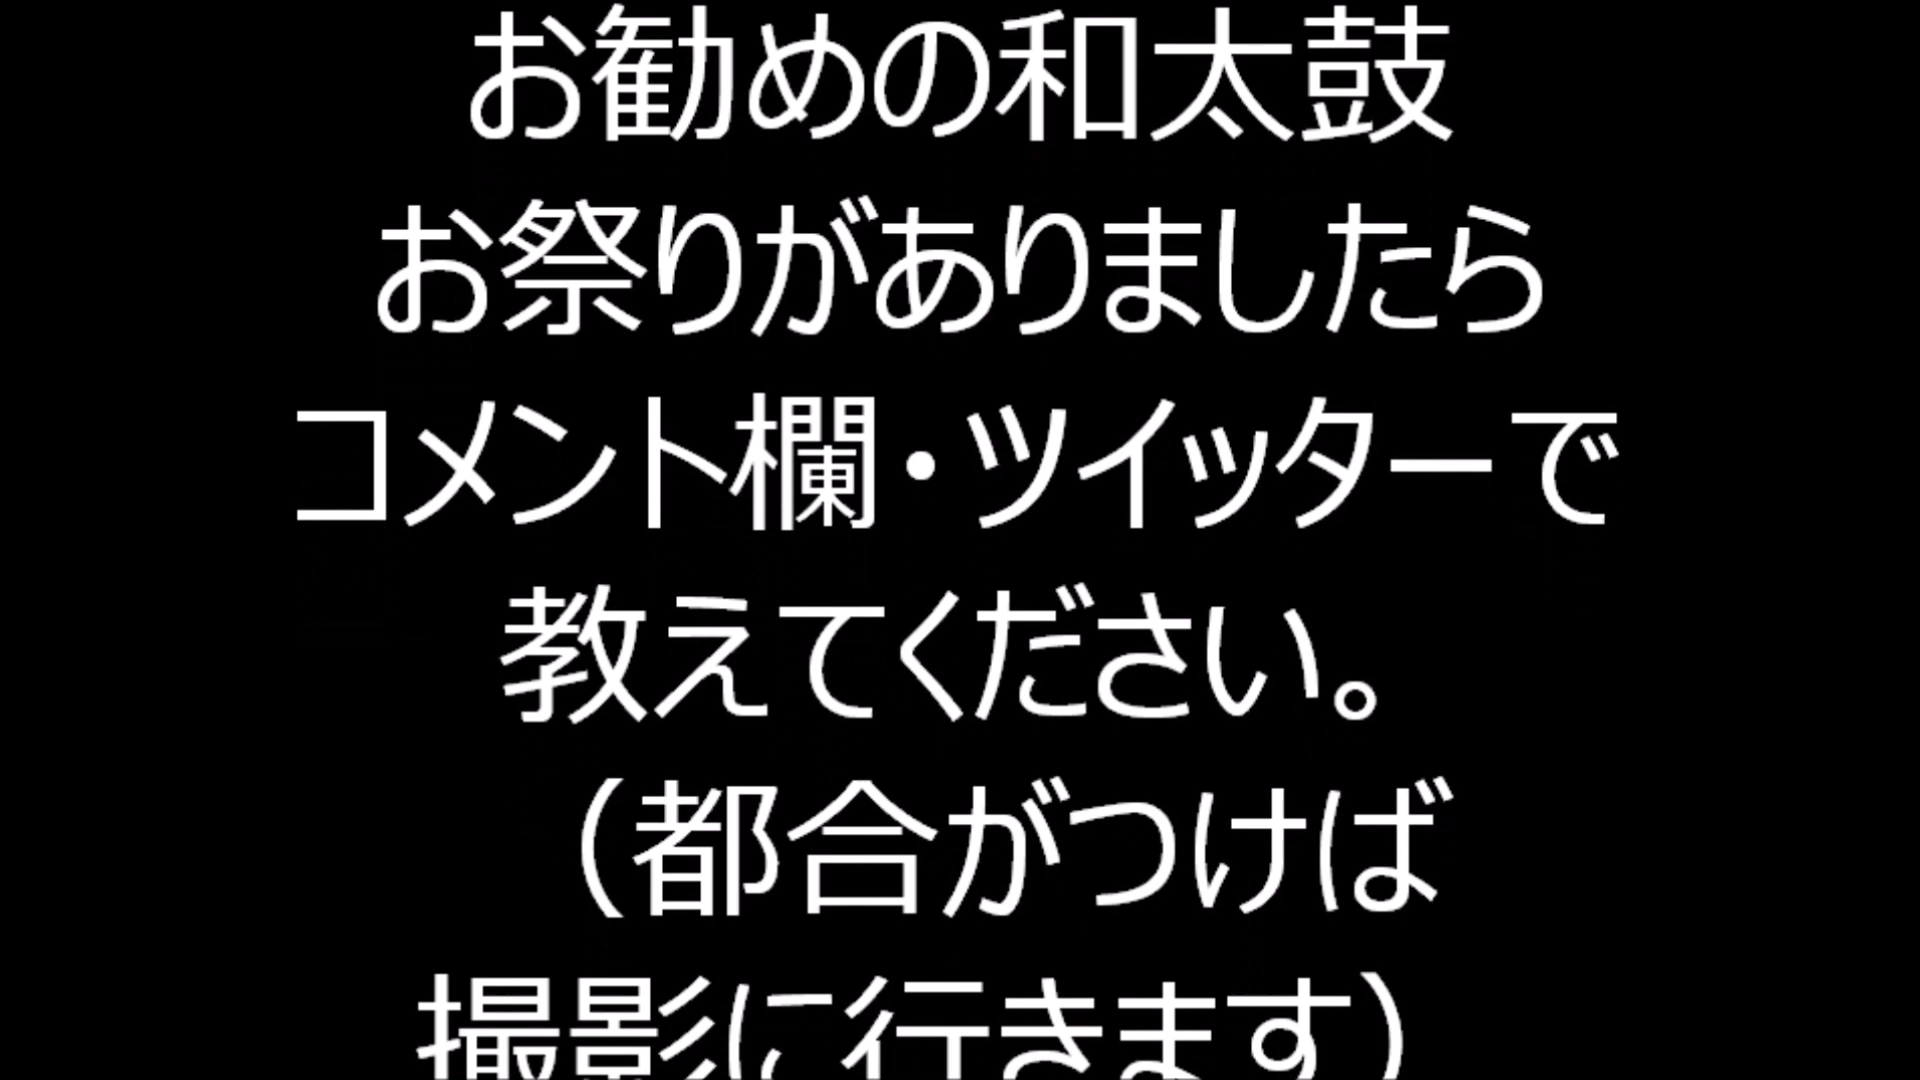 お勧めの和太鼓
お祭りがありましたら
コメント欄・ツイッターで
教えてください。
（都合がつけば
撮影に行きます）